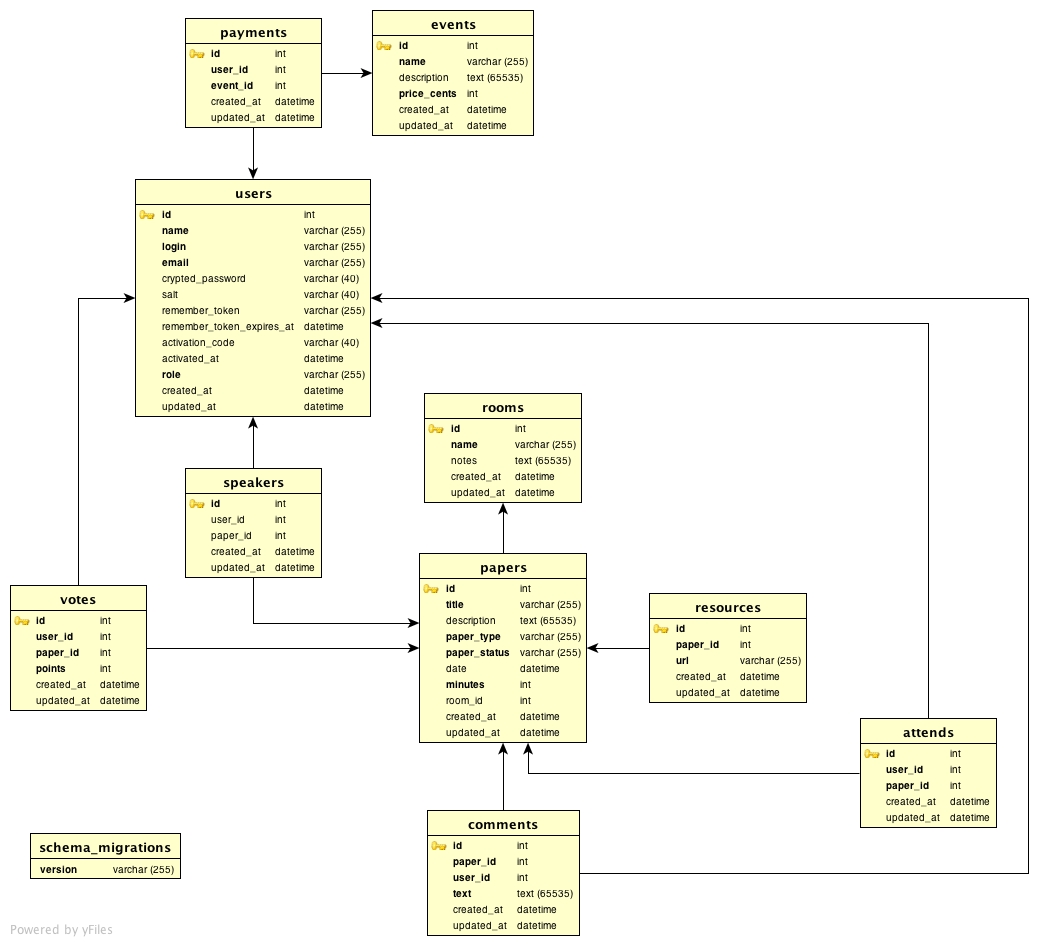 payments
id int
user_id int
event_id int
created_at datetime
updated_at datetime
events
id int
name varchar (255)
description text (65535)
price_cents int
created_at datetime
updated_at datetime
users
id int
name varchar (255)
login varchar (255)
email varchar (255)
crypted_password varchar (40)
salt varchar (40)
remember_token varchar (255)
remember_token_expires_at datetime
activation_code varchar (40)
activated_at datetime
role varchar (255)
created_at datetime
updated_at datetime
rooms
id int
name varchar (255)
notes text (65535)
created_at datetime
updated_at datetime
speakers
id int
user_id int
paper_id int
created_at datetime
updated_at datetime
papers
id int
title varchar (255)
description text (65535)
paper_type varchar (255)
paper_status varchar (255)
date datetime
minutes int
room_id int
created_at datetime
updated_at datetime
votes
id int
user_id int
paper_id int
points int
created_at datetime
updated_at datetime
resources
id int
paper_id int
url varchar (255)
created_at datetime
updated_at datetime
attends
id int
user_id int
paper_id int
created_at datetime
updated_at datetime
comments
id int
paper_id int
user_id int
text text (65535)
created_at datetime
updated_at datetime
schema_migrations
version varchar (255)
Powered by yFiles